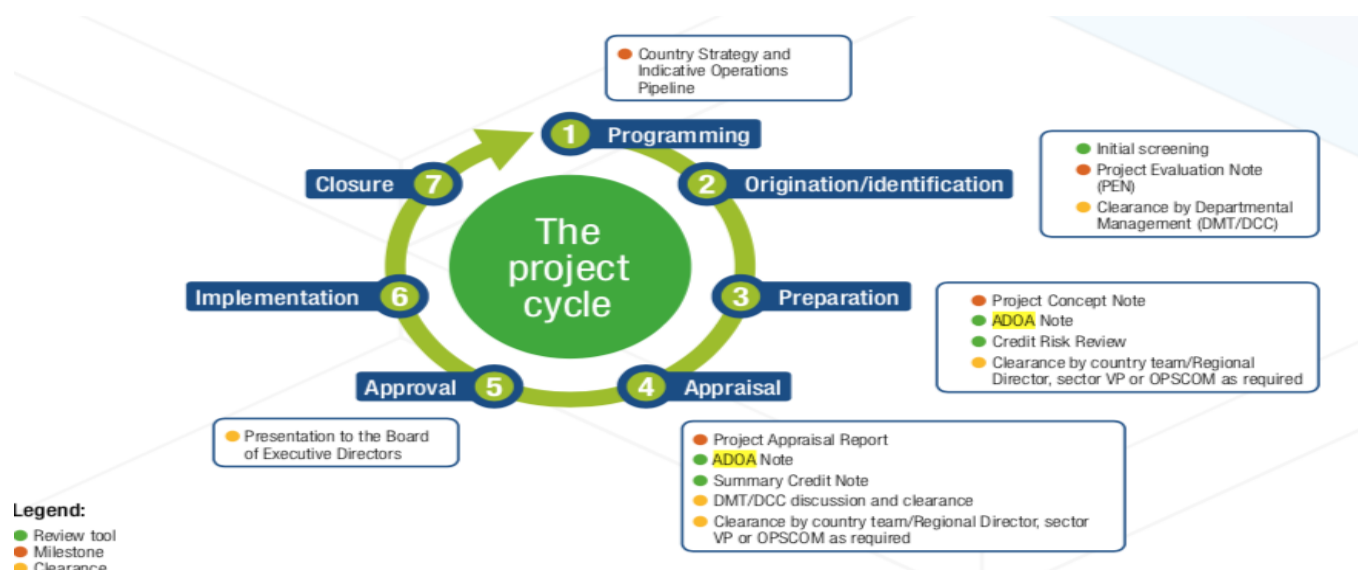 Country Strategy and
Indicative Operations
Pipeline
1 Programming
Closure 7
2 Origination/identification
Initial screening
Project Evaluation Note
(PEN)
Clearance by Departmental
Management (DMT/DCC)
The
project
cycle
Implementation 6
3 Preparation
Project Concept Note
ADOA Note
Credit Risk Review
Clearance by country team/Regional
Director, sector VP or OPSCOM as required
Approval 5
4 Appraisal
Presentation to the Board
of Executive Directors
Project Appraisal Report
ADOA Note
Summary Credit Note
DMT/DCC discussion and clearance
Clearance by country team/Regional Director, sector
VP or OPSCOM as required
Legend:
Review tool
Milestone
Clearance